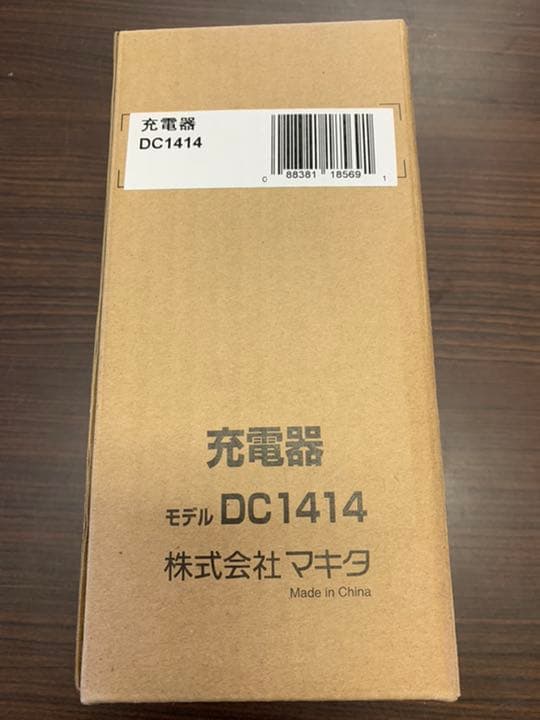 充電器
DC1414
0 88381 18569 1
充電器
モデル DC1414
株式会社マキタ
Made in China